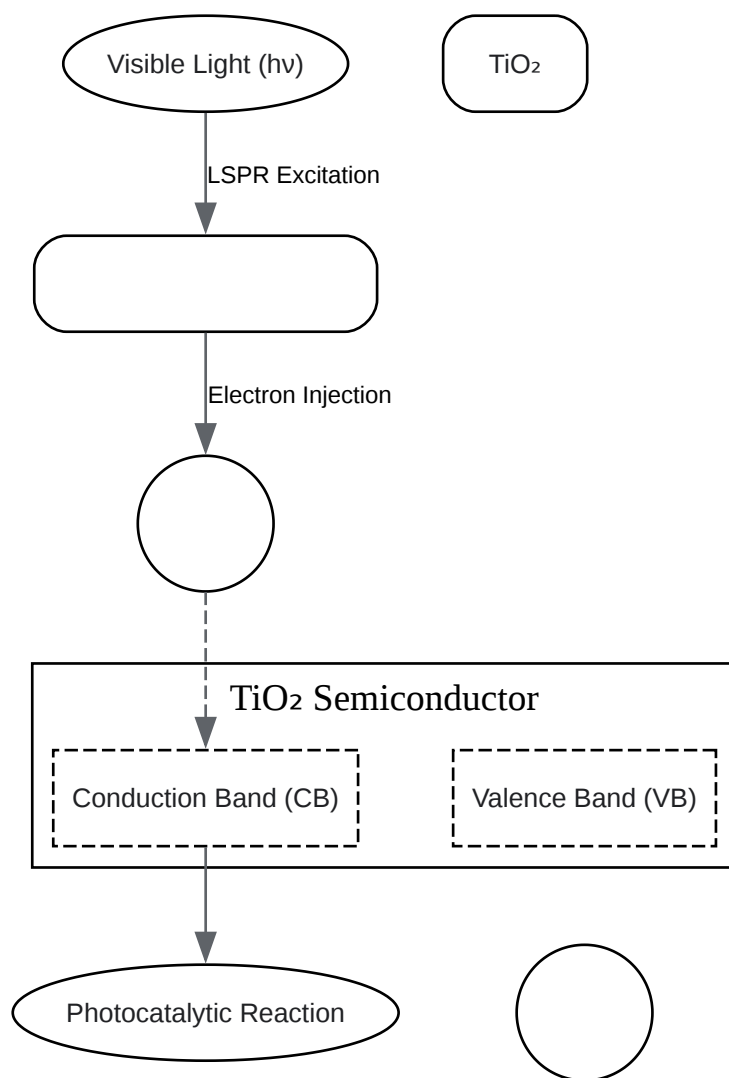 Visible Light (hν)
TiO₂
LSPR Excitation
Electron Injection
TiO₂ Semiconductor
Conduction Band (CB)
Valence Band (VB)
Photocatalytic Reaction